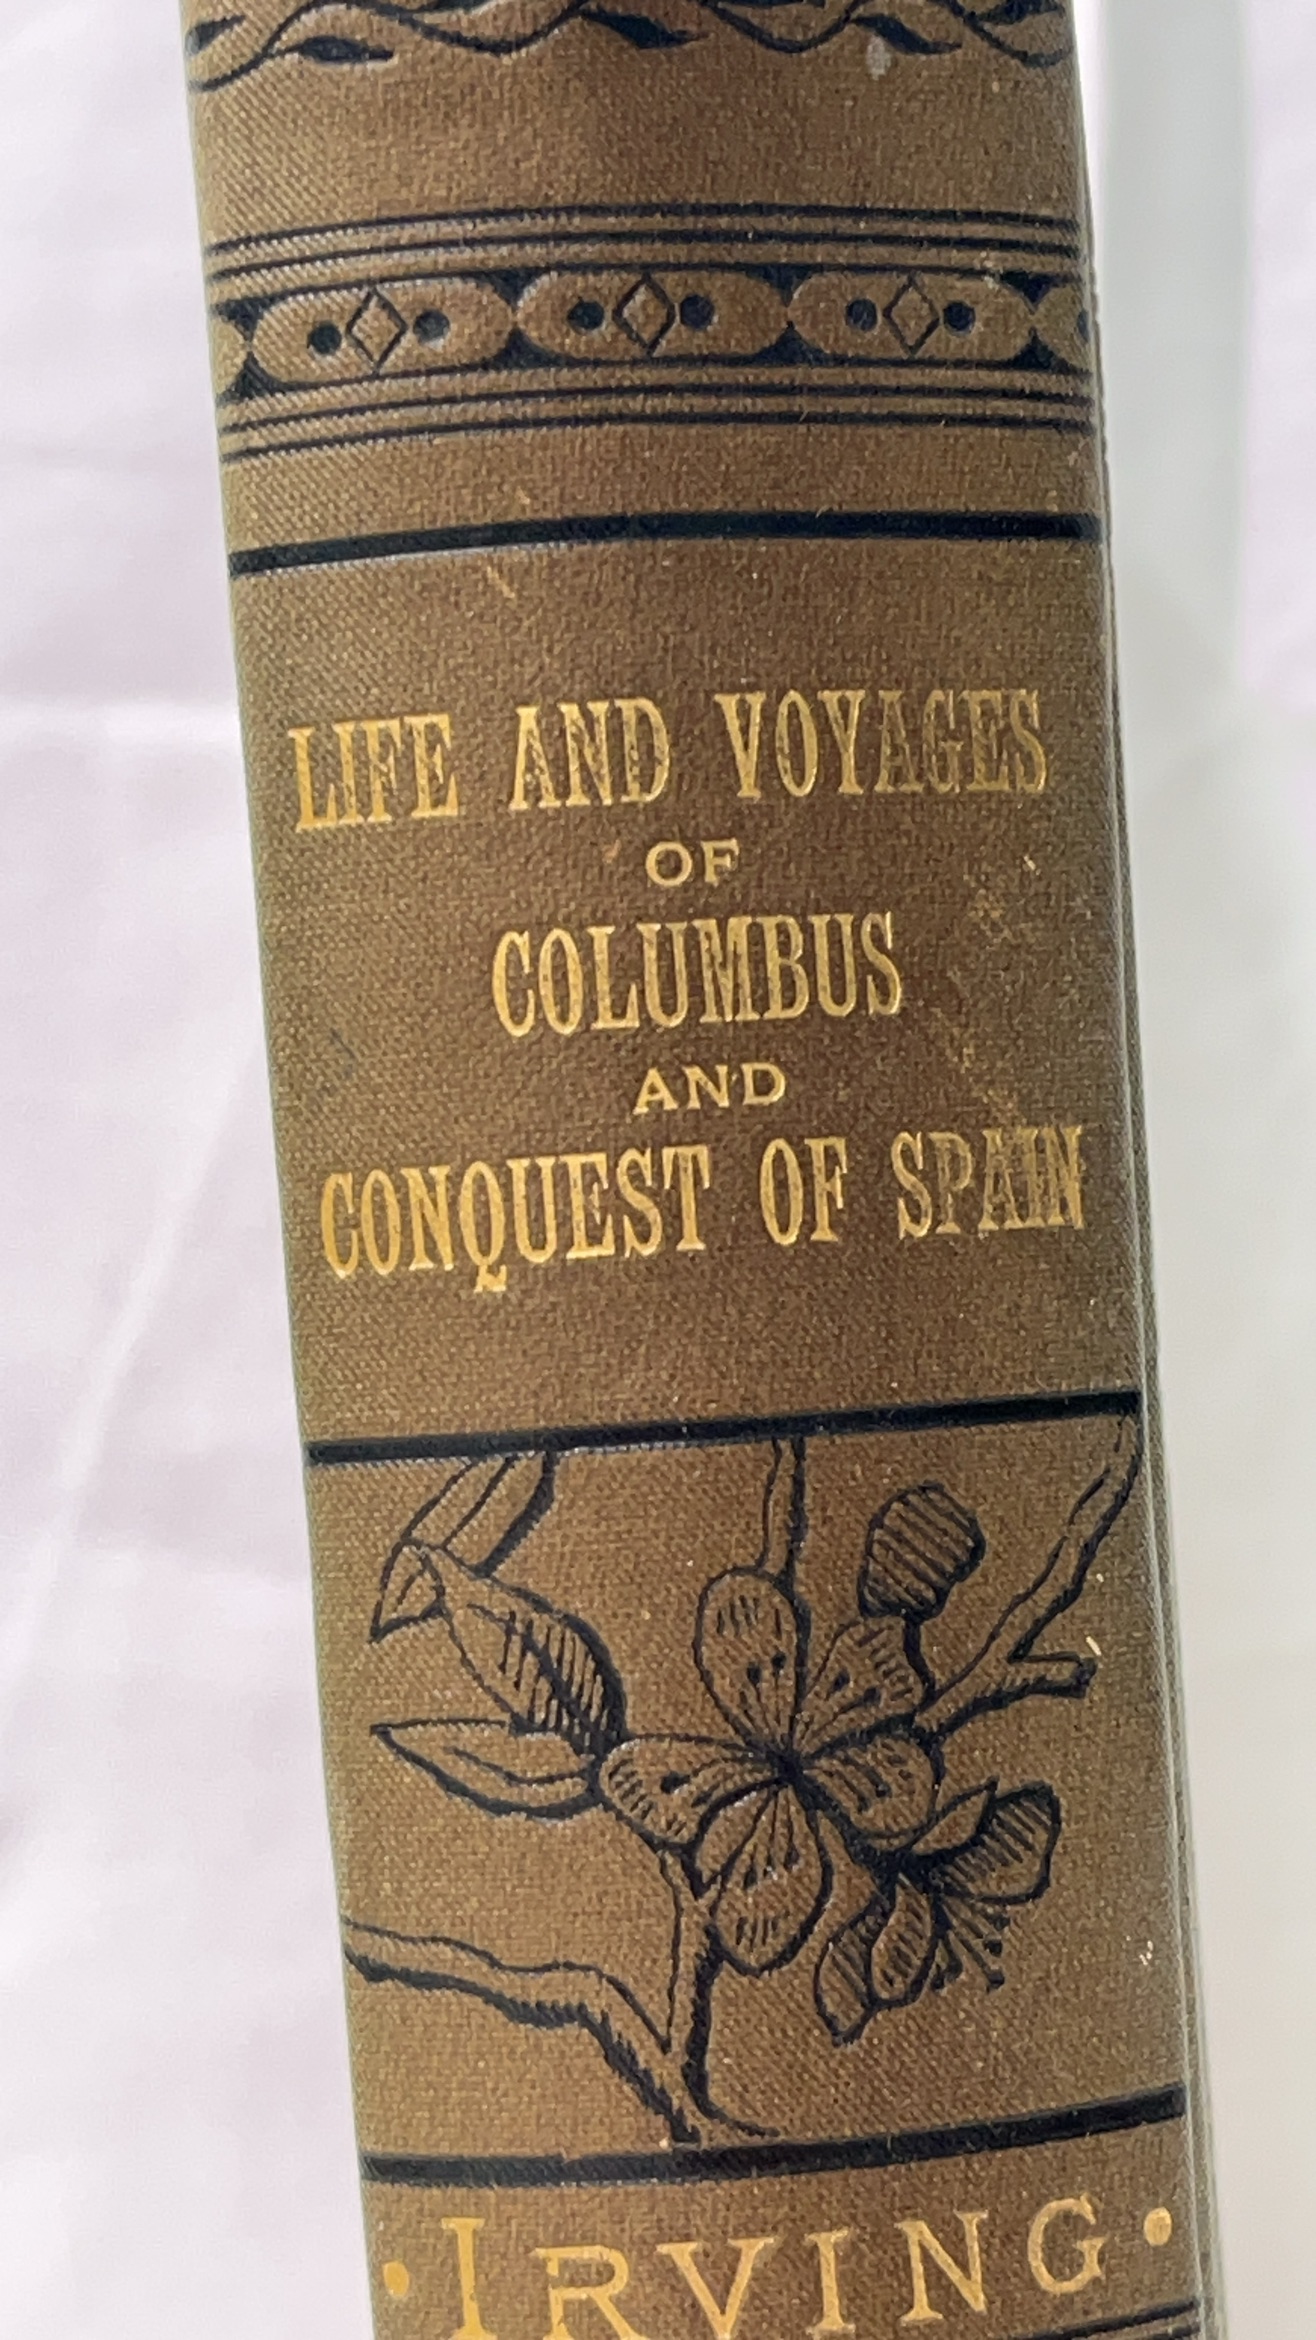 LIFE AND VOYAGES
OF
COLUMBUS
AND
CONQUEST OF SPAIN
• IRVING •